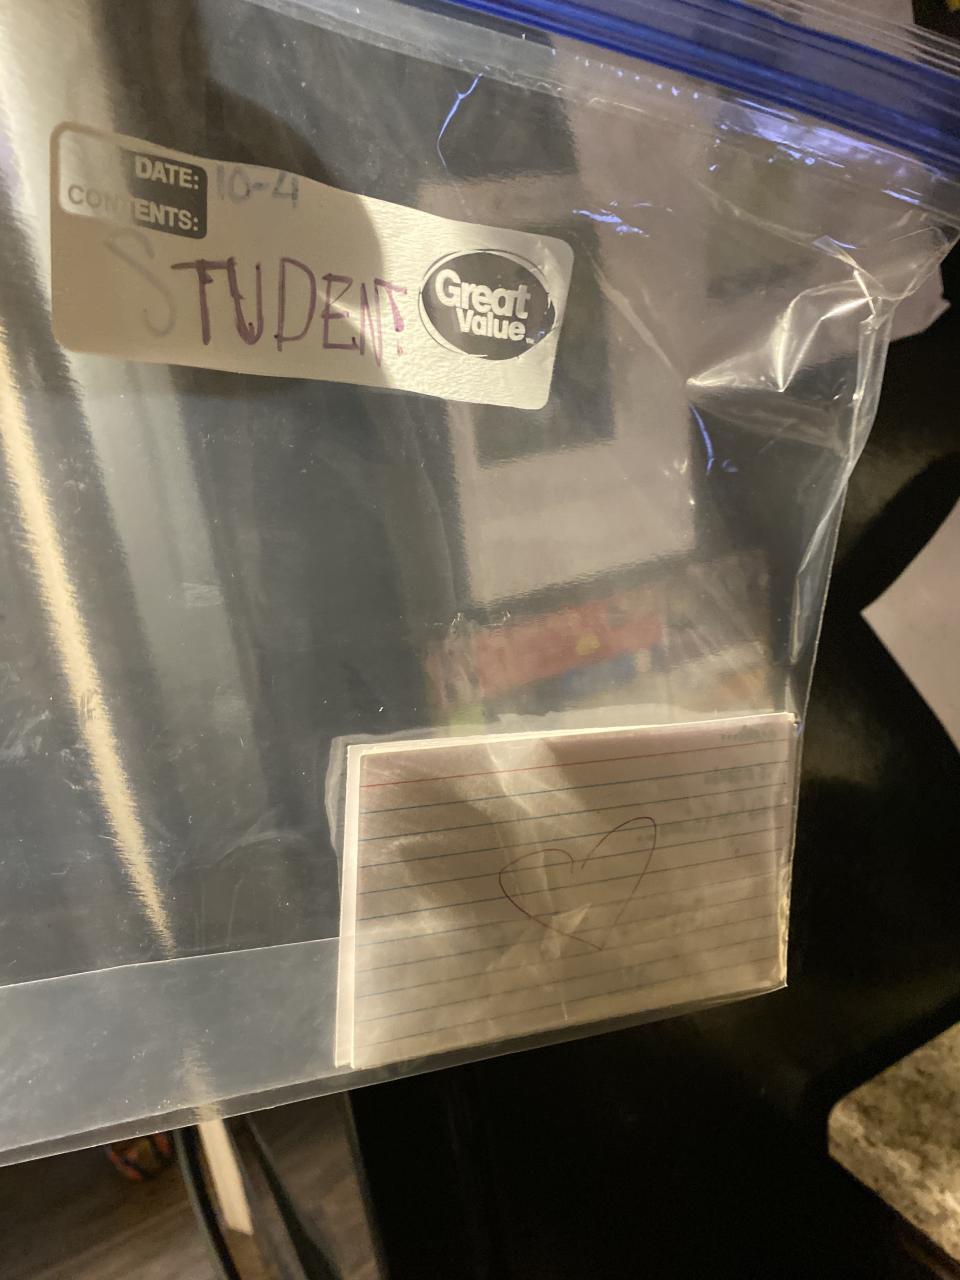 DATE: 10-4
CONTENTS:
STUDENT
Great
Value